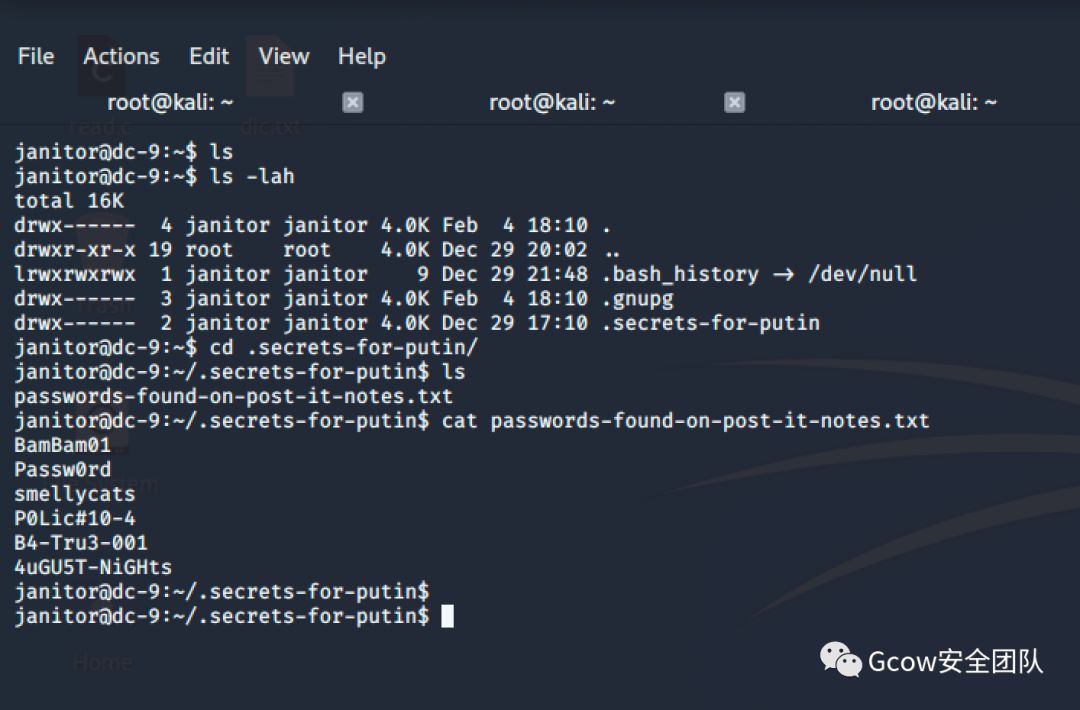 File Actions Edit View Help
root@kali: ~ root@kali: ~ root@kali: ~
read.c dic.txt
janitor@dc-9:~$ ls
janitor@dc-9:~$ ls -lah
total 16K
drwx------ 4 janitor janitor 4.0K Feb 4 18:10 .
drwxr-xr-x 19 root root 4.0K Dec 29 20:02 ..
lrwxrwxrwx 1 janitor janitor 9 Dec 29 21:48 .bash_history → /dev/null
drwx------ 3 janitor janitor 4.0K Feb 4 18:10 .gnupg
drwx------ 2 janitor janitor 4.0K Dec 29 17:10 .secrets-for-putin
janitor@dc-9:~$ cd .secrets-for-putin/
janitor@dc-9:~/.secrets-for-putin$ ls
passwords-found-on-post-it-notes.txt
janitor@dc-9:~/.secrets-for-putin$ cat passwords-found-on-post-it-notes.txt
BamBam01
Passw0rd
smellycats
P0Lic#10-4
B4-Tru3-001
4uGU5T-NiGHts
janitor@dc-9:~/.secrets-for-putin$
janitor@dc-9:~/.secrets-for-putin$
Home
Gcow安全团队